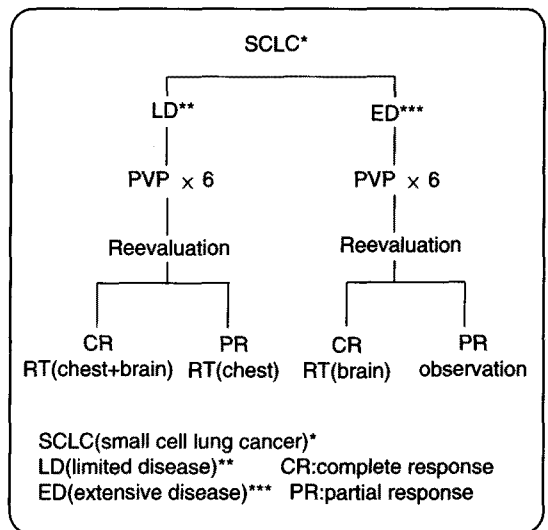 SCLC*
LD** ED***
PVP × 6 PVP × 6
Reevaluation Reevaluation
CR PR CR PR
RT(chest+brain) RT(chest) RT(brain) observation
SCLC(small cell lung cancer)*
LD(limited disease)** CR:complete response
ED(extensive disease)*** PR:partial response